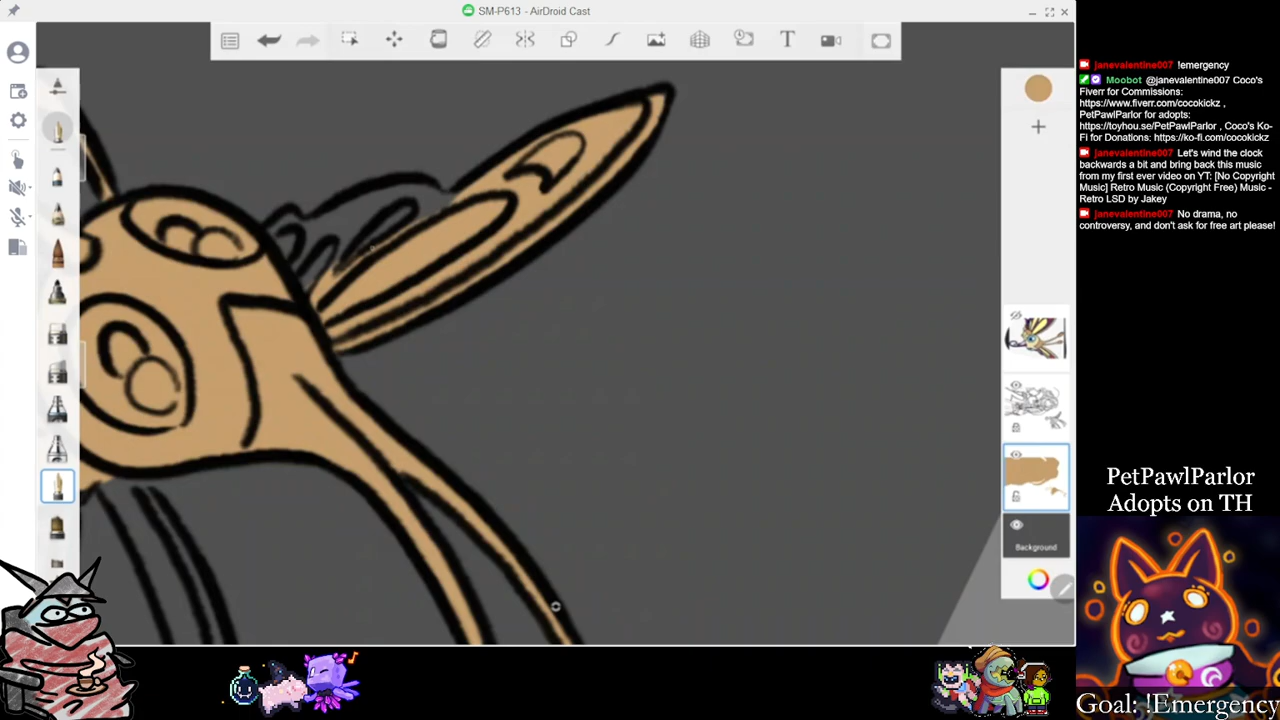 SM-P613 - AirDroid Cast
T
janevalentine007 !emergency
Moobot @janevalentine007 Coco's
Fiverr for Commissions:
https://www.fiverr.com/cocokickz ,
PetPawlParlor for adopts:
https://toyhou.se/PetPawlParlor , Coco's Ko-
Fi for Donations: https://ko-fi.com/cocokickz
janevalentine007 Let's wind the clock
backwards a bit and bring back this music
from my first ever video on YT: [No Copyright
Music] Retro Music (Copyright Free) Music -
Retro LSD by Jakey
janevalentine007 No drama, no
controversy, and don't ask for free art please!
Background
PetPawlParlor
Adopts on TH
Goal: !Emergency